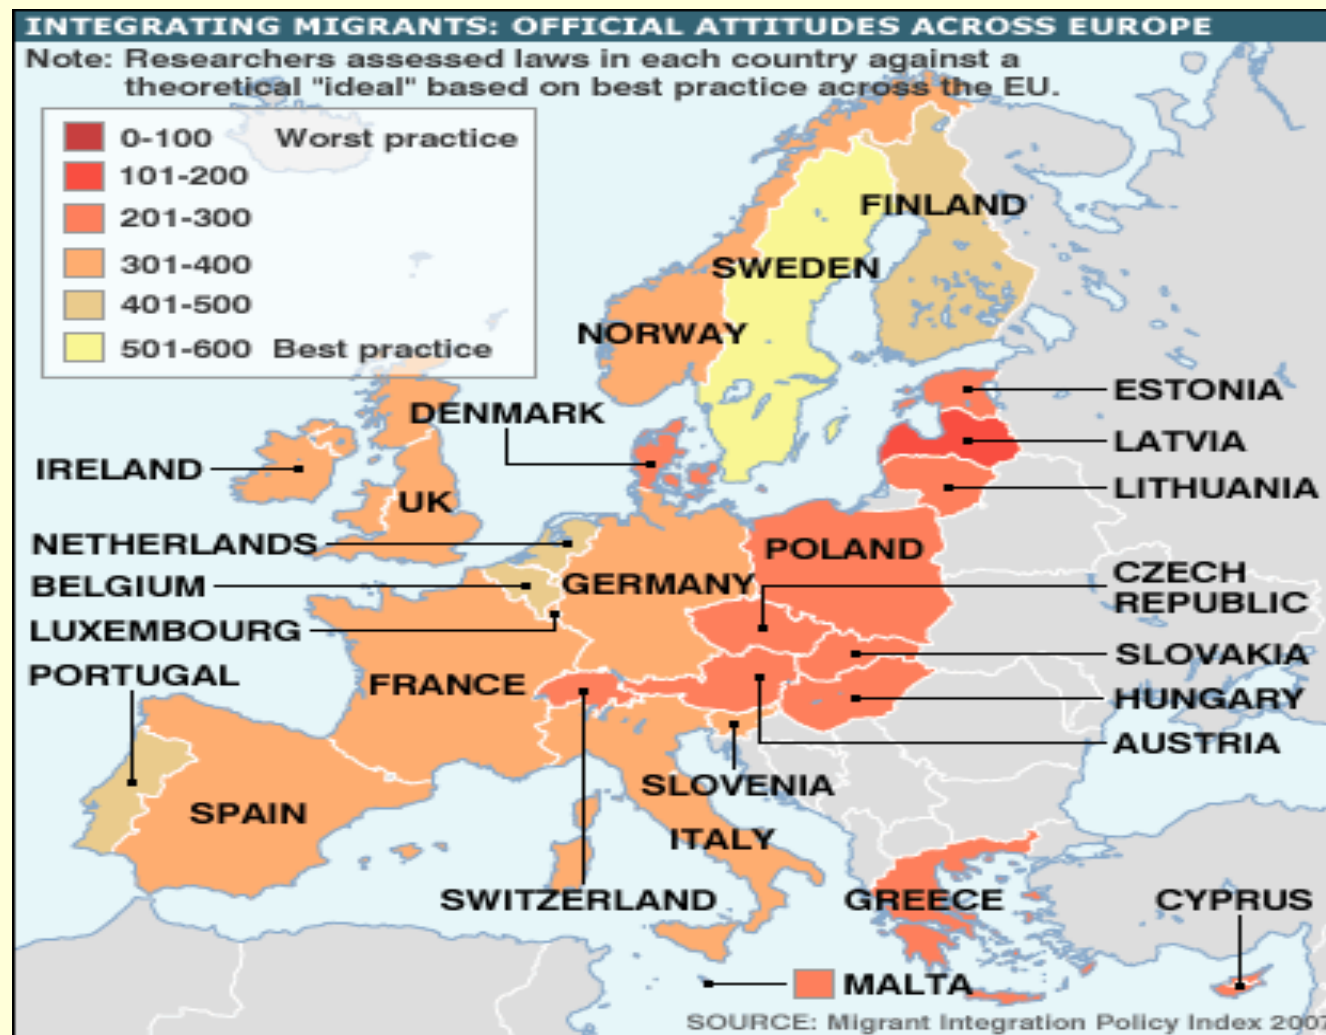 INTEGRATING MIGRANTS: OFFICIAL ATTITUDES ACROSS EUROPE
Note: Researchers assessed laws in each country against a
theoretical "ideal" based on best practice across the EU.
0-100 Worst practice
101-200
201-300
301-400
401-500
501-600 Best practice
FINLAND
SWEDEN
NORWAY
ESTONIA
DENMARK
LATVIA
IRELAND
LITHUANIA
UK
NETHERLANDS
POLAND
BELGIUM
GERMANY
CZECH
REPUBLIC
LUXEMBOURG
SLOVAKIA
PORTUGAL
FRANCE
HUNGARY
AUSTRIA
SLOVENIA
SPAIN
ITALY
SWITZERLAND
GREECE
CYPRUS
MALTA
SOURCE: Migrant Integration Policy Index 2007